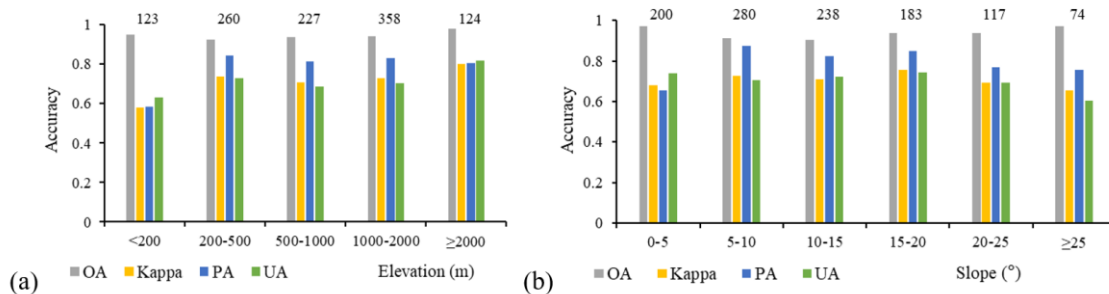 123 260 227 358 124
1
0.8
0.6
0.4
0.2
0
Accuracy
<200 200-500 500-1000 1000-2000 ≥2000
(a) OA Kappa PA UA Elevation (m)
200 280 238 183 117 74
1
0.8
0.6
0.4
0.2
0
Accuracy
0-5 5-10 10-15 15-20 20-25 ≥25
(b) OA Kappa PA UA Slope (°)